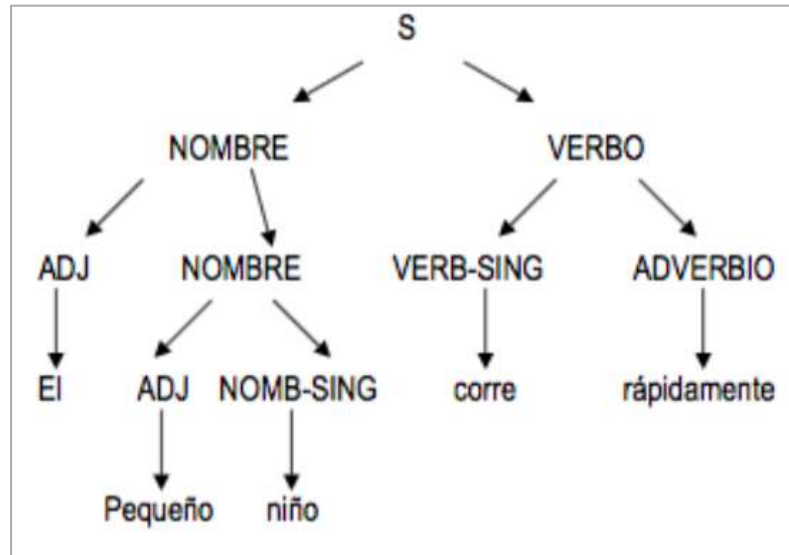 S
NOMBRE VERBO
ADJ NOMBRE VERB-SING ADVERBIO
El ADJ NOMB-SING corre rápidamente
Pequeño niño